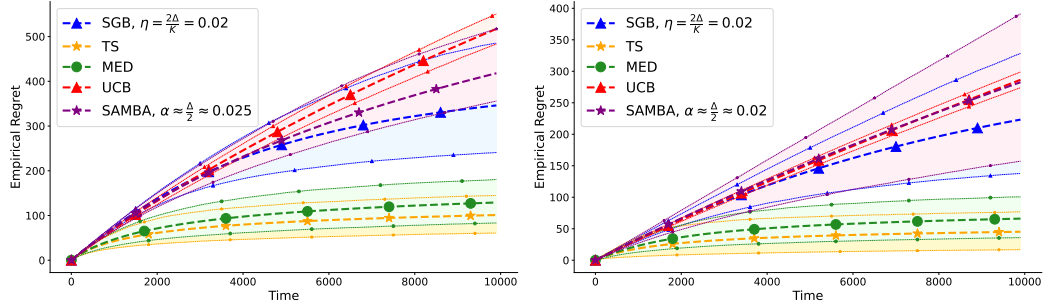 SGB, η = 2Δ/K = 0.02
TS
MED
UCB
SAMBA, α ≈ Δ/2 ≈ 0.025
Empirical Regret
500
400
300
200
100
0
0 2000 4000 6000 8000 10000
Time
SGB, η = 2Δ/K = 0.02
TS
MED
UCB
SAMBA, α ≈ Δ/2 ≈ 0.02
Empirical Regret
400
350
300
250
200
150
100
50
0
0 2000 4000 6000 8000 10000
Time